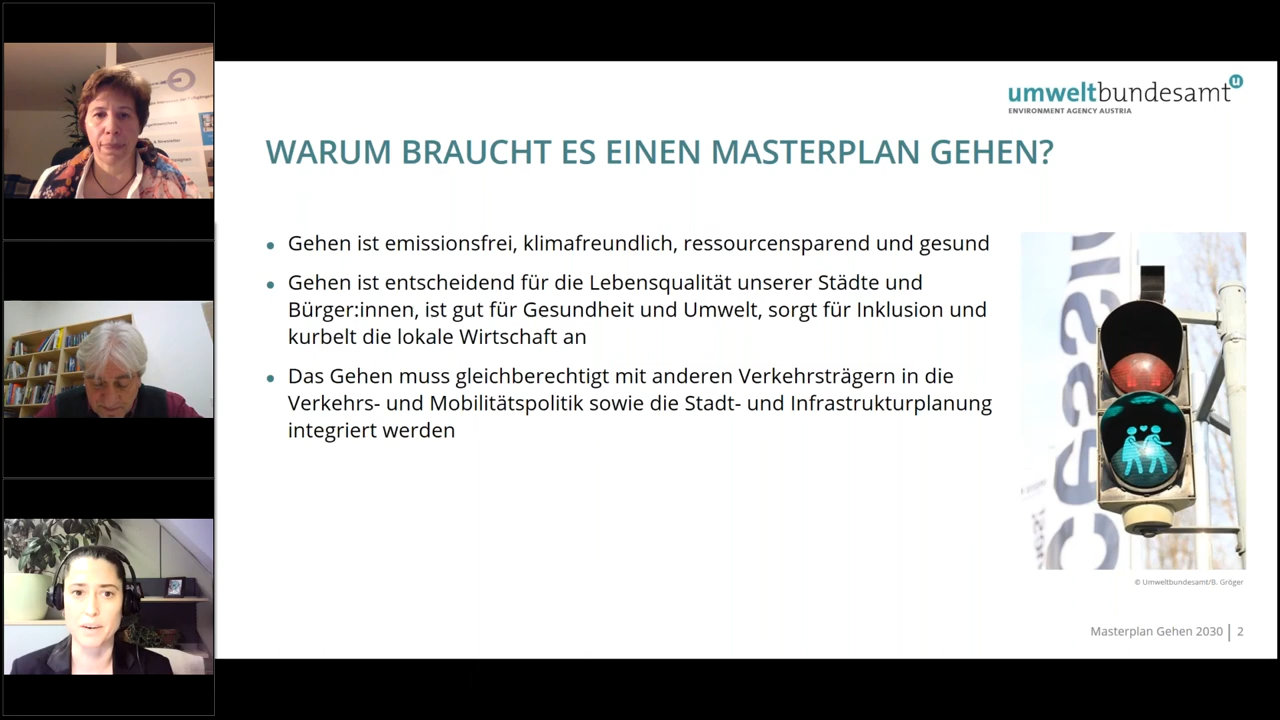 umweltbundesamt
ENVIRONMENT AGENCY AUSTRIA
WARUM BRAUCHT ES EINEN MASTERPLAN GEHEN?
• Gehen ist emissionsfrei, klimafreundlich, ressourcensparend und gesund
• Gehen ist entscheidend für die Lebensqualität unserer Städte und
Bürger:innen, ist gut für Gesundheit und Umwelt, sorgt für Inklusion und
kurbelt die lokale Wirtschaft an
• Das Gehen muss gleichberechtigt mit anderen Verkehrsträgern in die
Verkehrs- und Mobilitätspolitik sowie die Stadt- und Infrastrukturplanung
integriert werden
© Umweltbundesamt/B. Gröger
Masterplan Gehen 2030 | 2